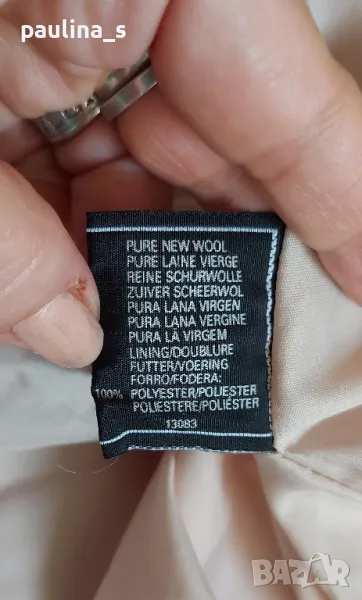 paulina_s
PURE NEW WOOL
PURE LAINE VIERGE
REINE SCHURWOLLE
ZUIVER SCHEERWOL
PURA LANA VIRGEN
PURA LANA VERGINE
PURA LÃ VIRGEM
LINING/DOUBLURE
FUTTER/VOERING
FORRO/FODERA:
100% POLYESTER/POLIESTER
POLIESTERE/POLIÉSTER
13083
BAZAR